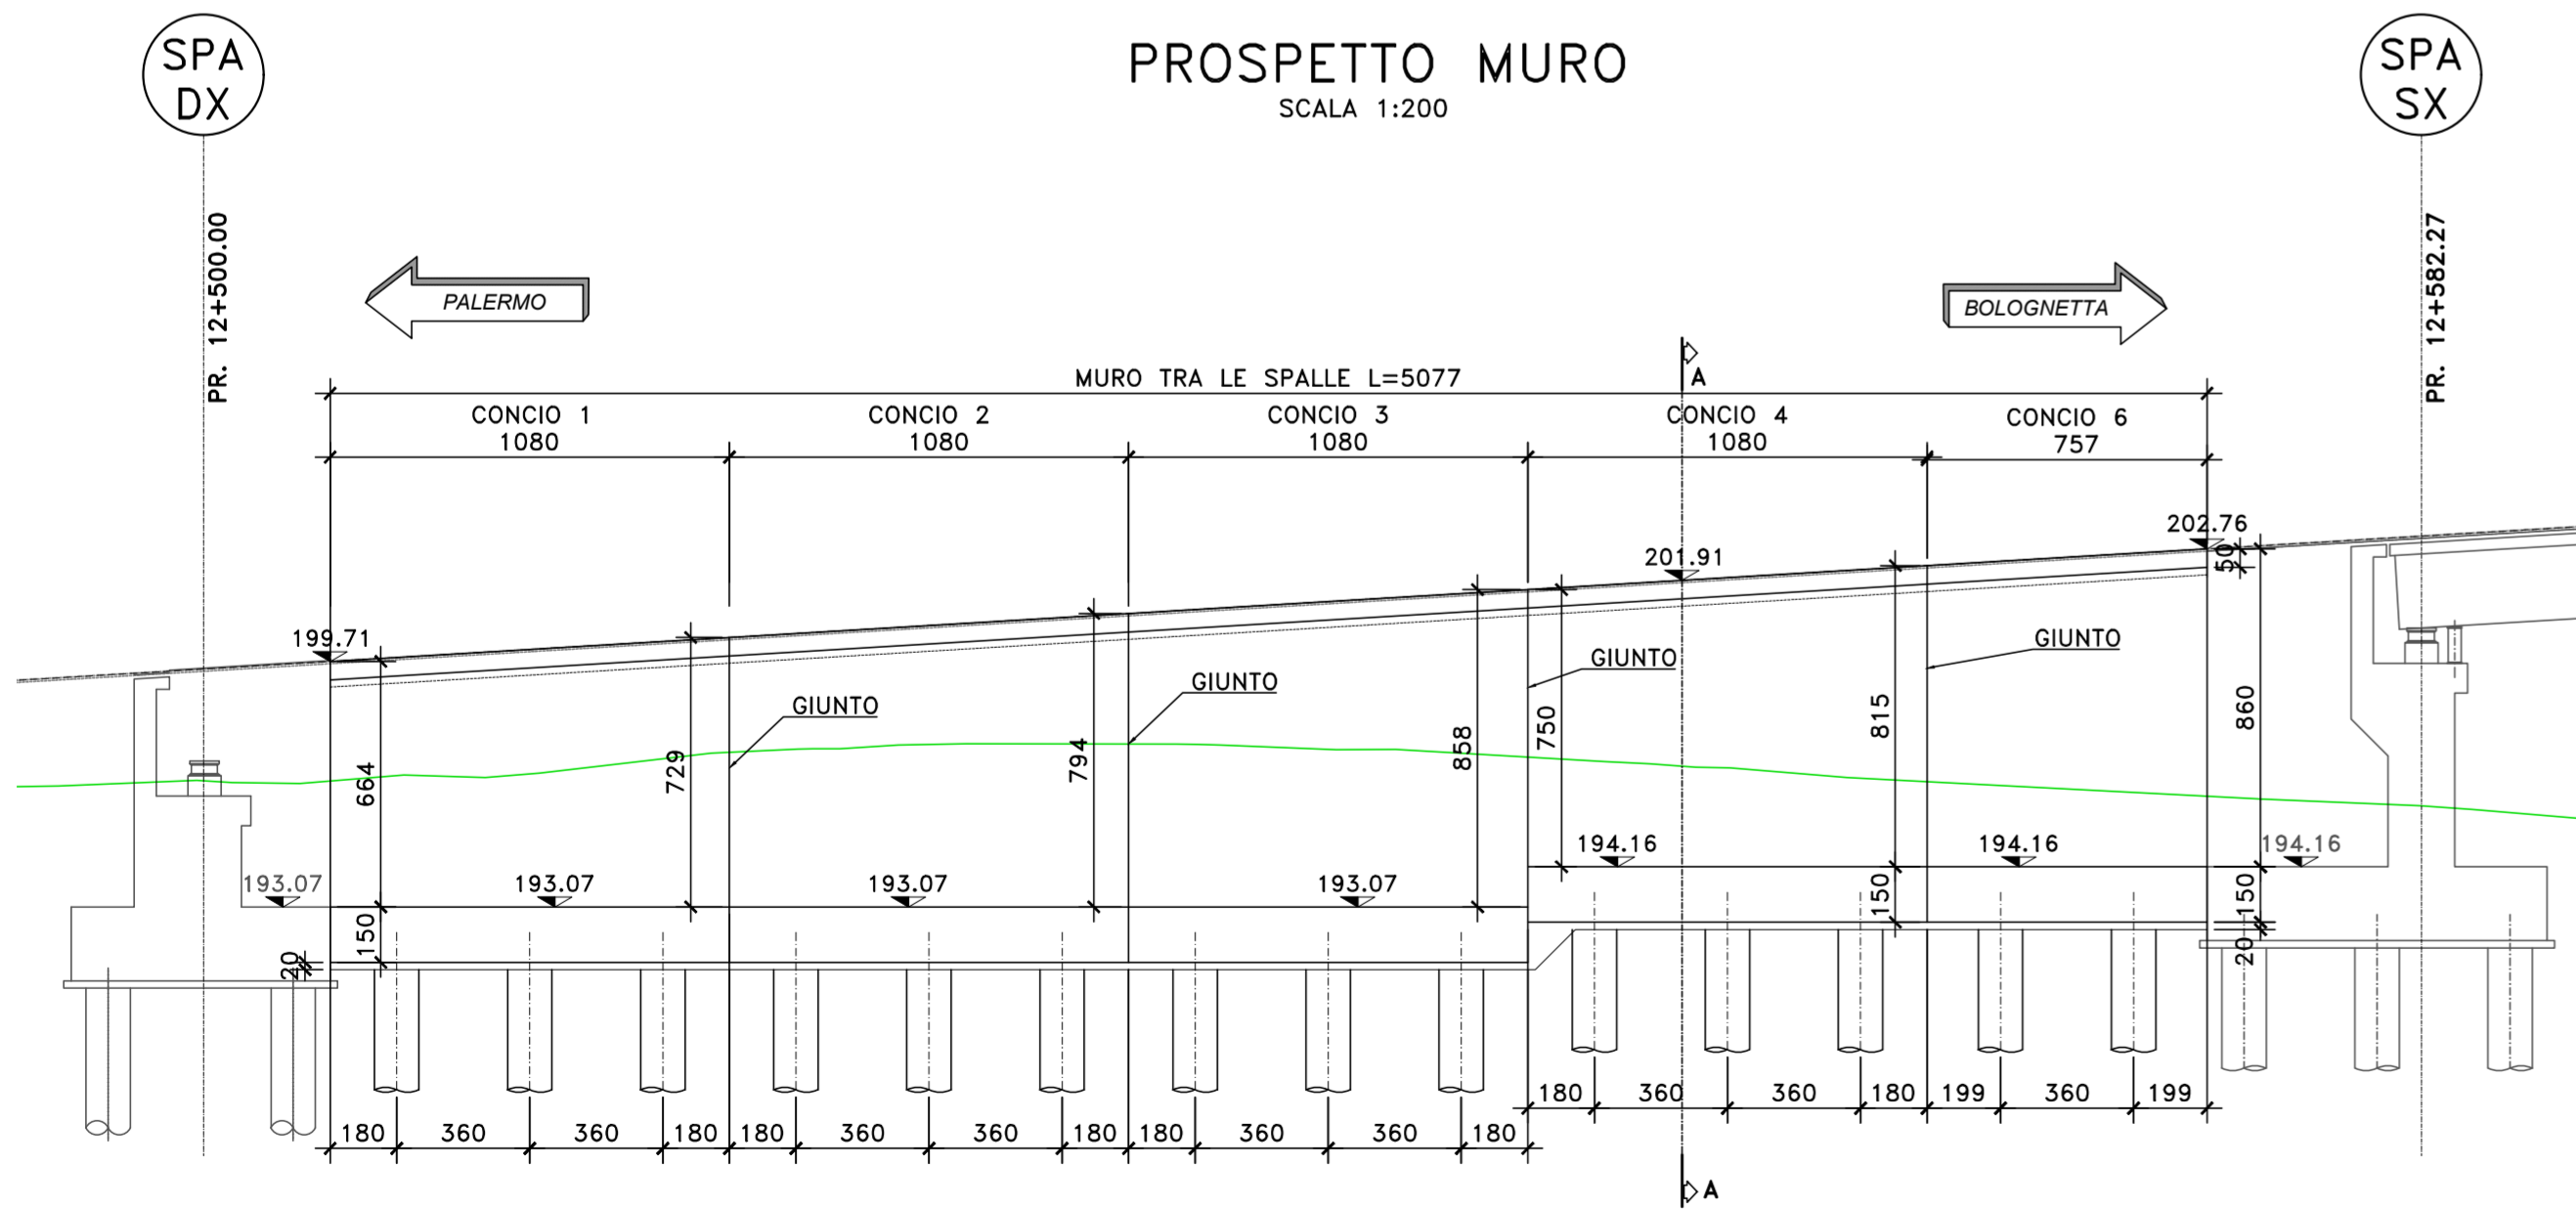 SPA
DX
PROSPETTO MURO
SCALA 1:200
SPA
SX
PR. 12+500.00
PR. 12+582.27
PALERMO
BOLOGNETTA
MURO TRA LE SPALLE L=5077
A
CONCIO 1
1080
CONCIO 2
1080
CONCIO 3
1080
CONCIO 4
1080
CONCIO 6
757
202.76
50
201.91
199.71
GIUNTO
GIUNTO
GIUNTO
GIUNTO
664
729
794
858
750
815
860
194.16
194.16
194.16
193.07
193.07
193.07
193.07
150
150
150
20
20
180 360 360 180 199 360 199
180 360 360 180 180 360 360 180 180 360 360 180
A